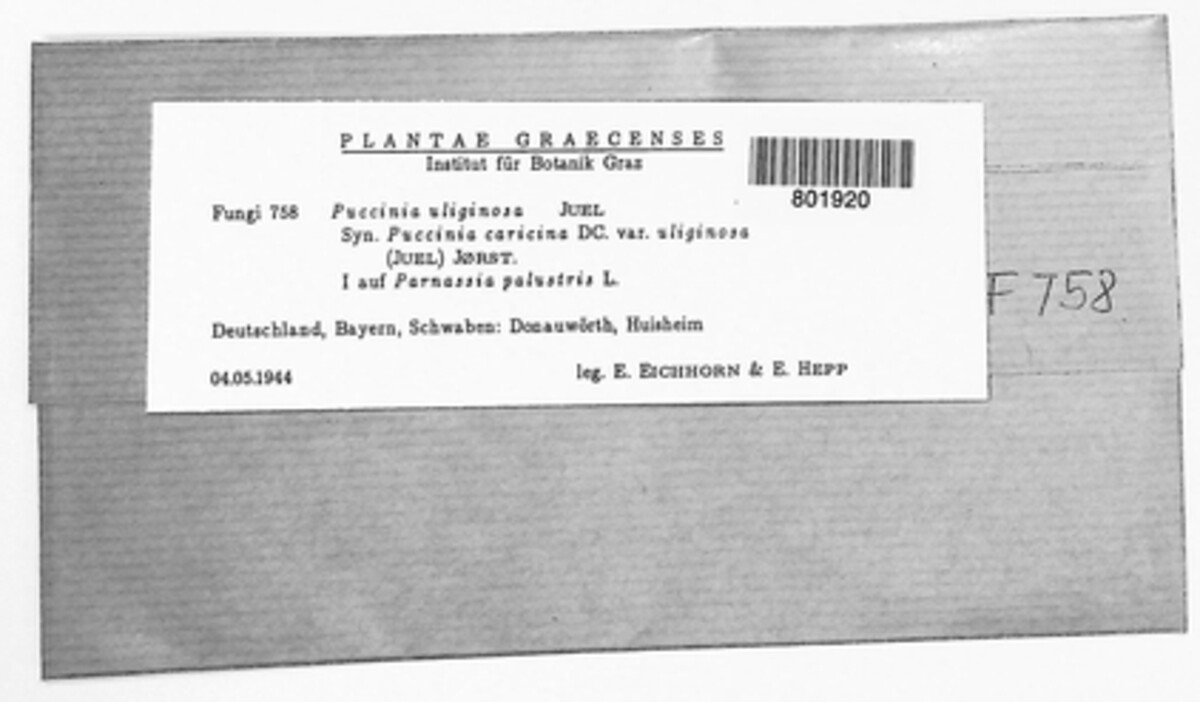 PLANTAE GRAECENSES
Institut für Botanik Graz
801920
Fungi 758 Puccinia uliginosa JUEL
Syn. Puccinia caricina DC. var. uliginosa
(JUEL) JØRST.
I auf Parnassia palustris L.
F 758
Deutschland, Bayern, Schwaben: Donauwörth, Huisheim
04.05.1944 leg. E. EICHHORN & E. HEPP